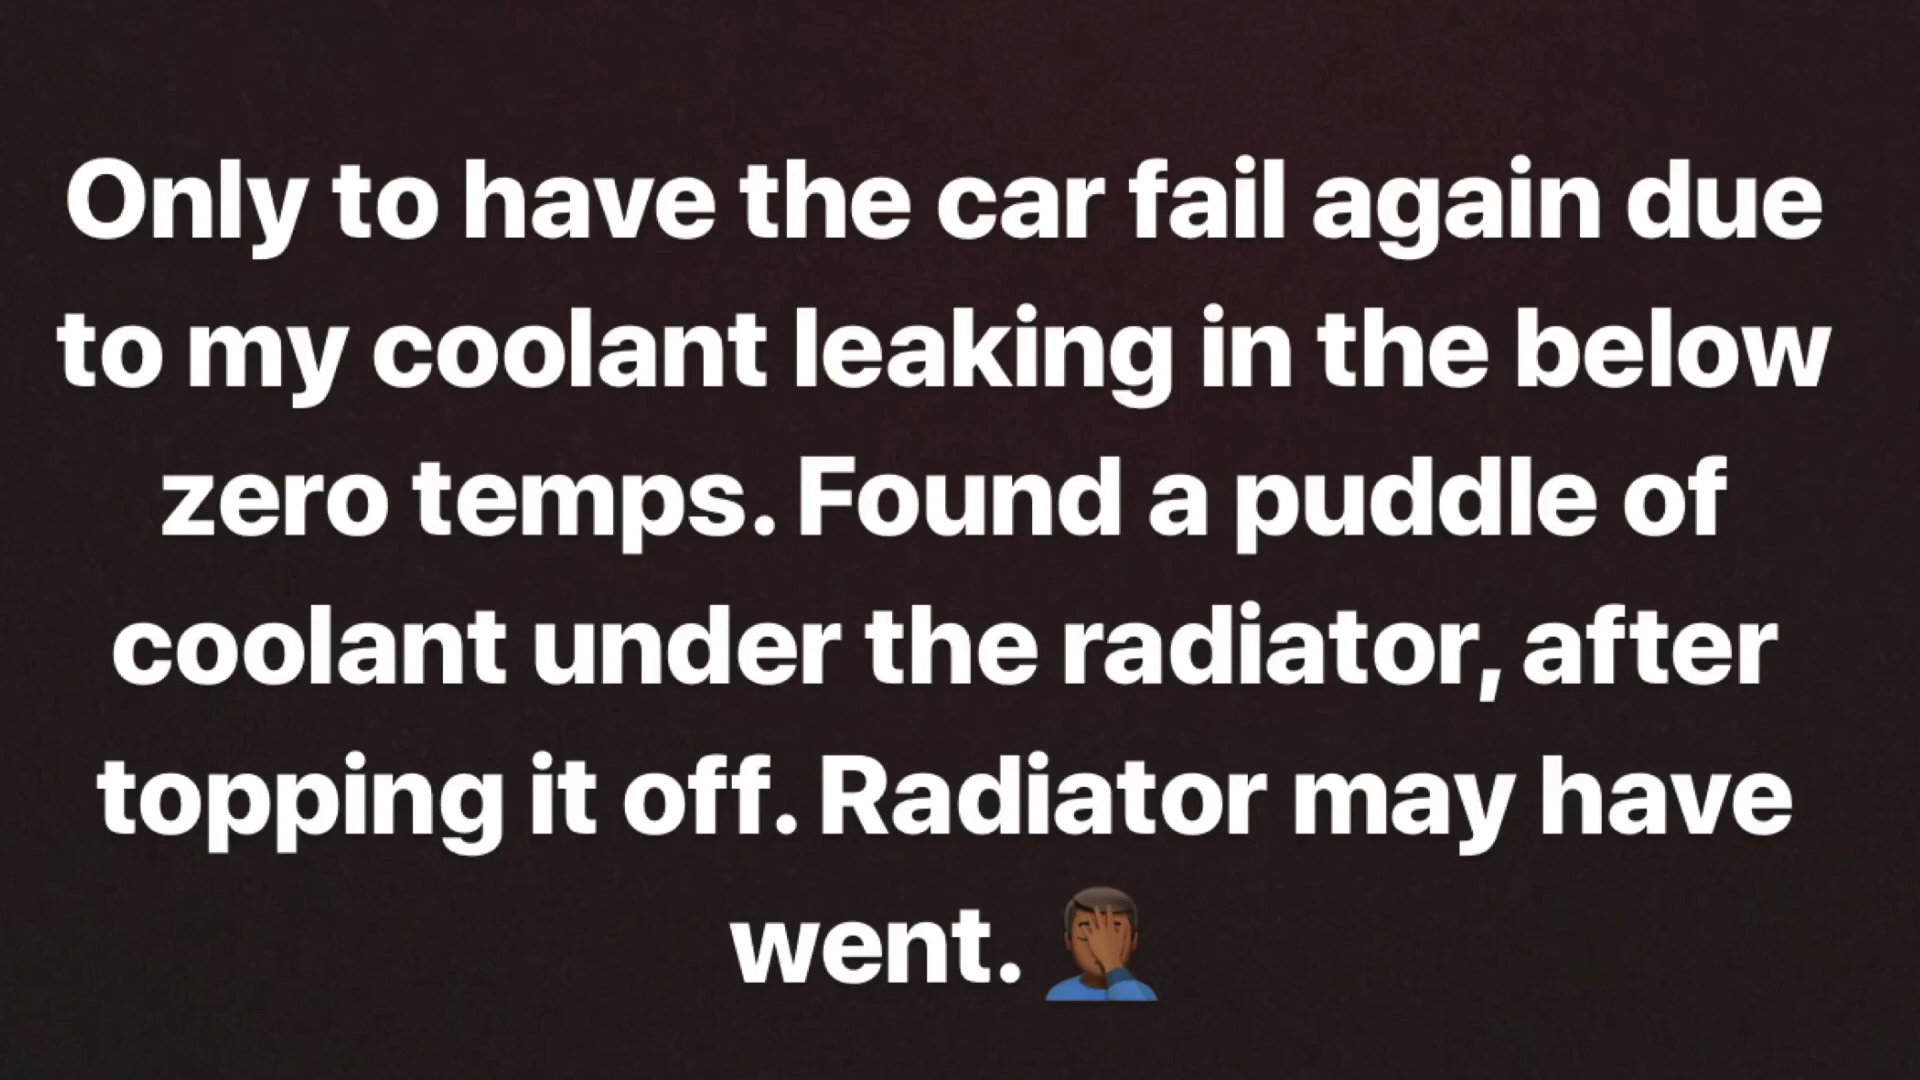 Only to have the car fail again due
to my coolant leaking in the below
zero temps. Found a puddle of
coolant under the radiator, after
topping it off. Radiator may have
went. 🤦🏾‍♂️